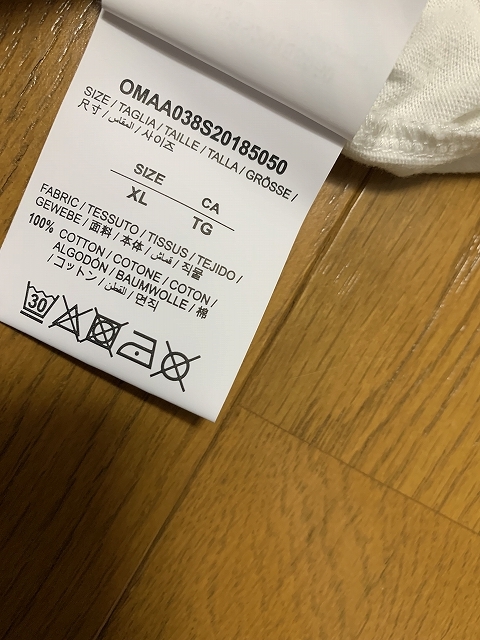 OMAA038S20185050
SIZE / TAGLIA / TAILLE / TALLA / GRÖSSE /
尺寸 / المقاس / 사이즈
SIZE CA
XL TG
FABRIC / TESSUTO / TISSUS / TEJIDO /
GEWEBE / 面料 / 本体 / قماش / 직물
100% COTTON / COTONE / COTON /
ALGODÓN / BAUMWOLLE / 棉
/ コットン / القطن / 면직
30